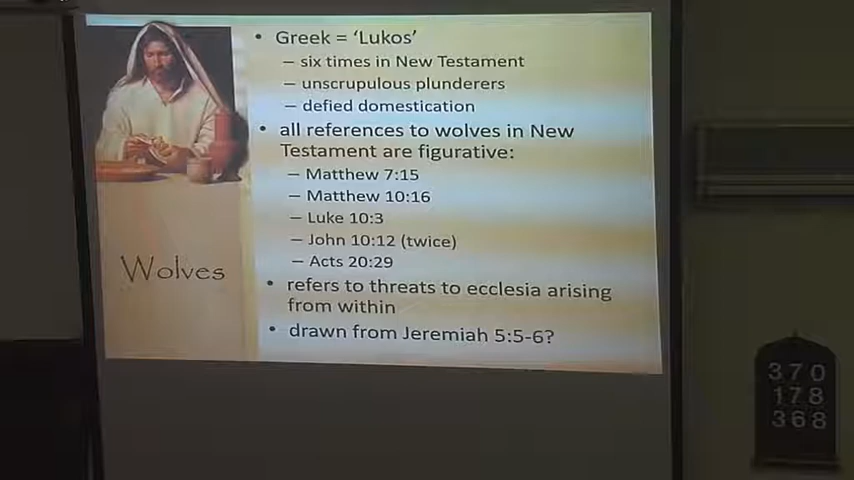 • Greek = 'Lukos'
– six times in New Testament
– unscrupulous plunderers
– defied domestication
• all references to wolves in New
Testament are figurative:
– Matthew 7:15
– Matthew 10:16
– Luke 10:3
– John 10:12 (twice)
– Acts 20:29
Wolves
• refers to threats to ecclesia arising
from within
• drawn from Jeremiah 5:5-6?
370
178
368